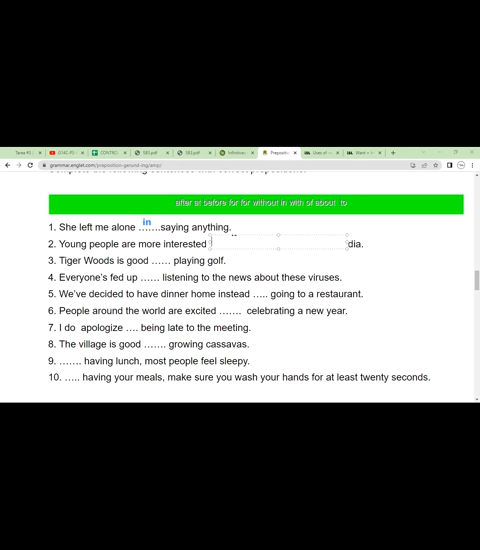 grammar.englet.com/preposition-gerund-ing/amp/
after at before for for without in with of about to
in
1. She left me alone …….saying anything.
2. Young people are more interested dia.
3. Tiger Woods is good …… playing golf.
4. Everyone's fed up …… listening to the news about these viruses.
5. We've decided to have dinner home instead ….. going to a restaurant.
6. People around the world are excited ……. celebrating a new year.
7. I do apologize …. being late to the meeting.
8. The village is good ……. growing cassavas.
9. ……. having lunch, most people feel sleepy.
10. ….. having your meals, make sure you wash your hands for at least twenty seconds.